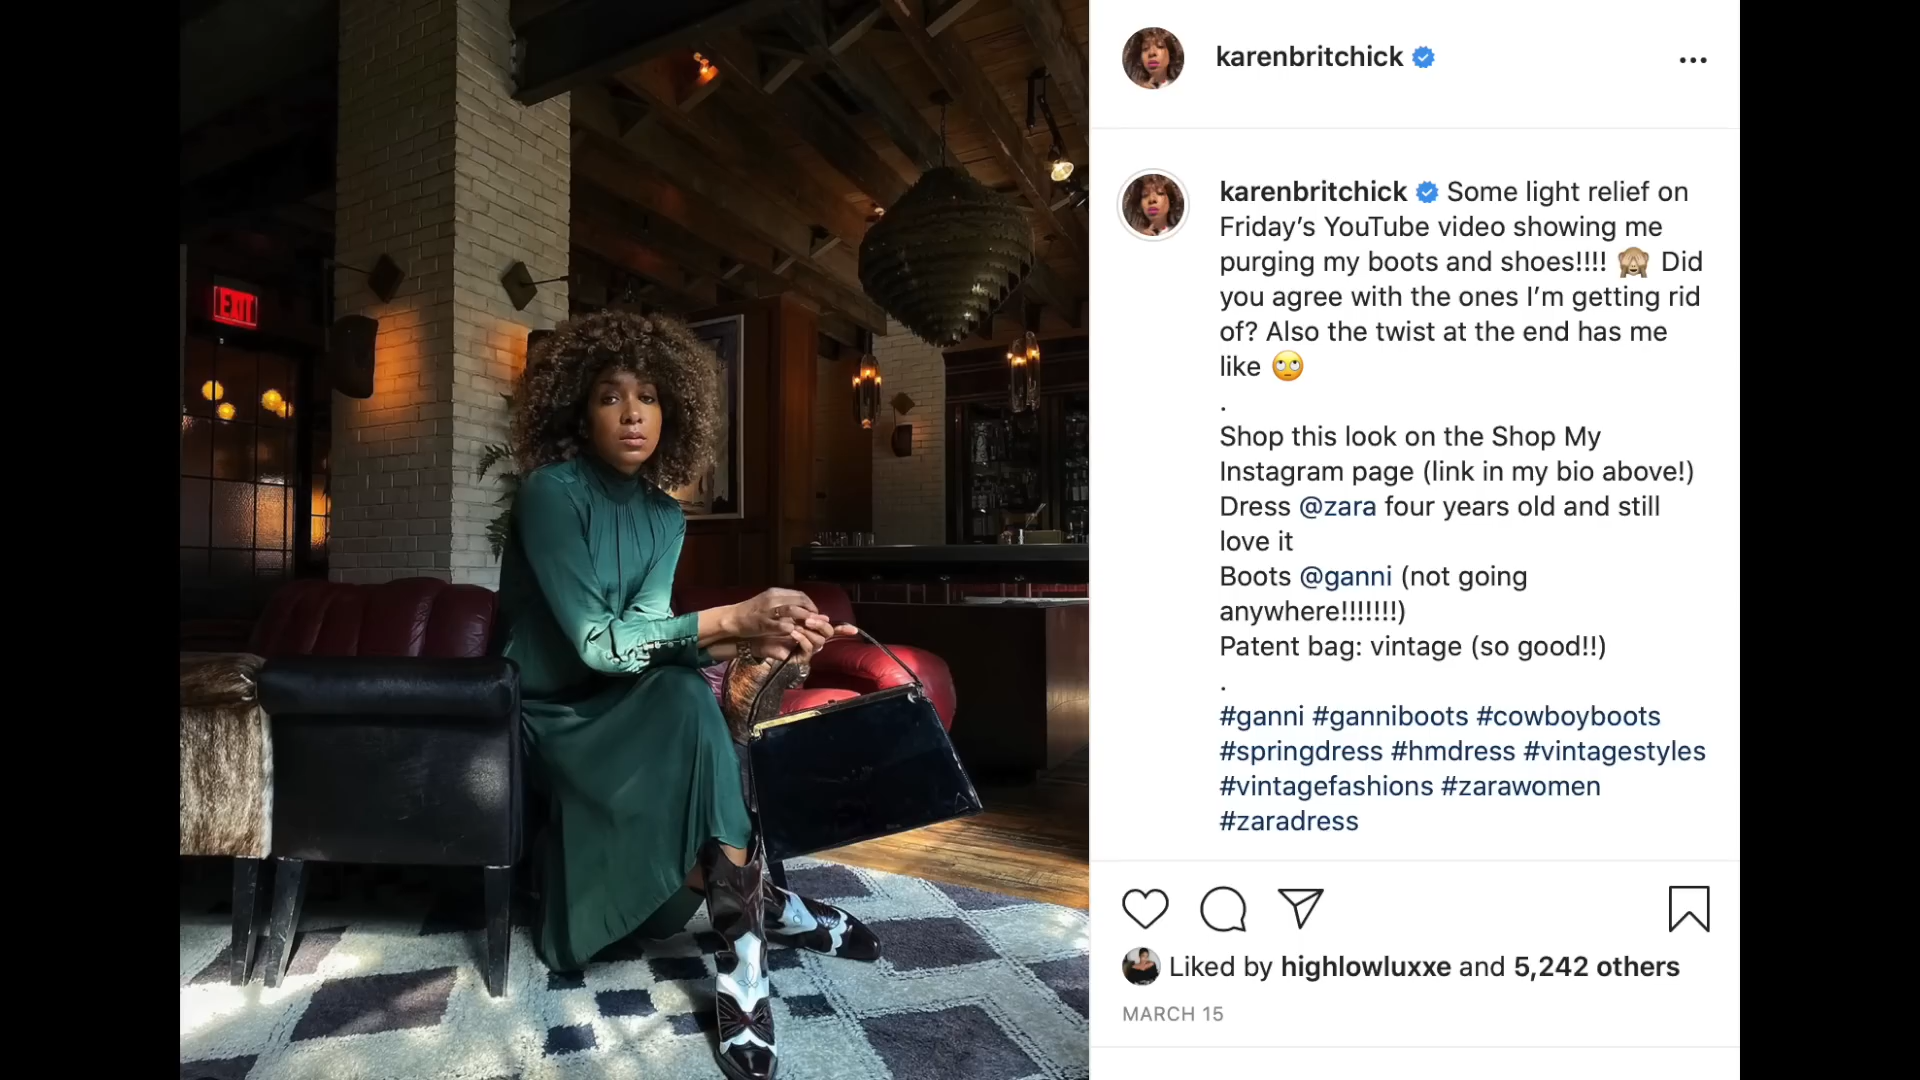 EXIT
karenbritchick
karenbritchick Some light relief on
Friday’s YouTube video showing me
purging my boots and shoes!!!! 🙈 Did
you agree with the ones I’m getting rid
of? Also the twist at the end has me
like 🙄
.
Shop this look on the Shop My
Instagram page (link in my bio above!)
Dress @zara four years old and still
love it
Boots @ganni (not going
anywhere!!!!!!!)
Patent bag: vintage (so good!!)
.
#ganni #ganniboots #cowboyboots
#springdress #hmdress #vintagestyles
#vintagefashions #zarawomen
#zaradress
Liked by highlowluxxe and 5,242 others
MARCH 15